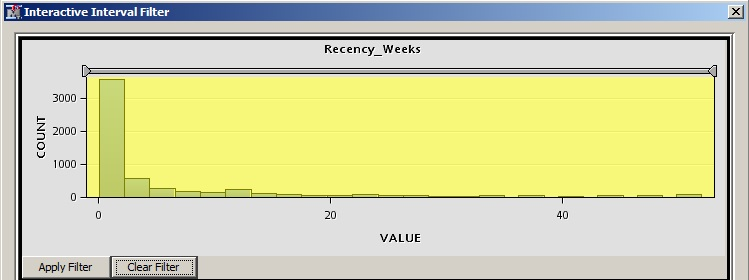 Interactive Interval Filter
Recency_Weeks
3000
2000
1000
0
COUNT
0 20 40
VALUE
Apply Filter Clear Filter